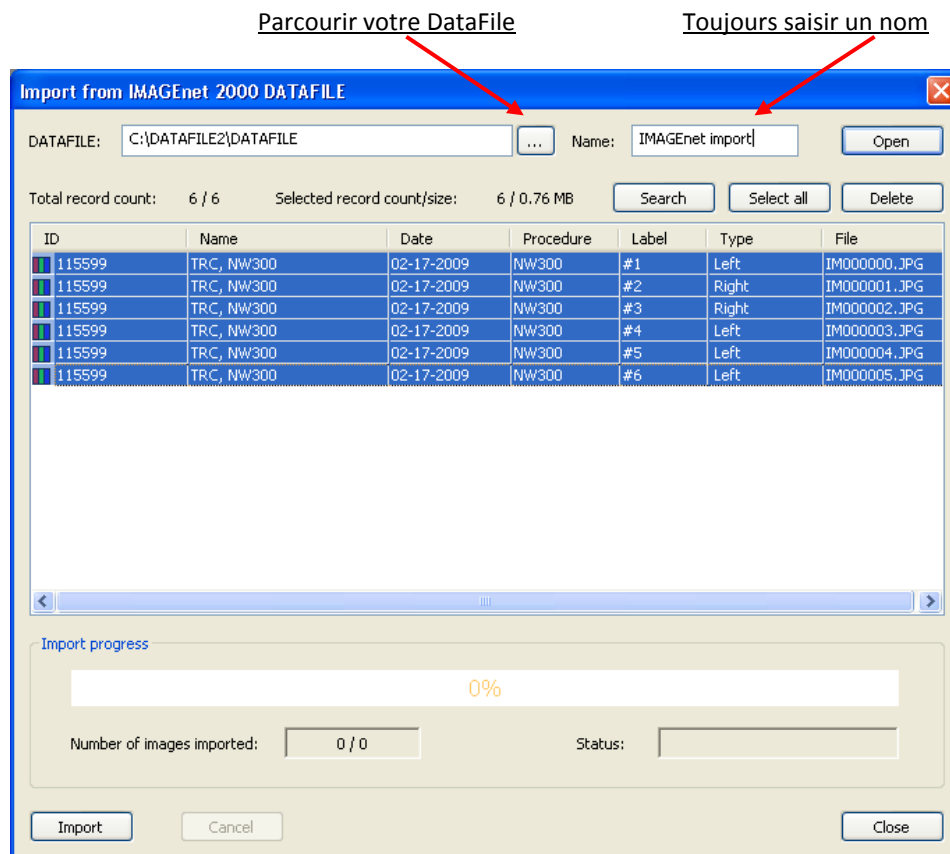 Parcourir votre DataFile Toujours saisir un nom
Import from IMAGEnet 2000 DATAFILE
DATAFILE: C:\DATAFILE2\DATAFILE ... Name: IMAGEnet import Open
Total record count: 6 / 6 Selected record count/size: 6 / 0.76 MB Search Select all Delete
ID Name Date Procedure Label Type File
115599 TRC, NW300 02-17-2009 NW300 #1 Left IM000000.JPG
115599 TRC, NW300 02-17-2009 NW300 #2 Right IM000001.JPG
115599 TRC, NW300 02-17-2009 NW300 #3 Right IM000002.JPG
115599 TRC, NW300 02-17-2009 NW300 #4 Left IM000003.JPG
115599 TRC, NW300 02-17-2009 NW300 #5 Left IM000004.JPG
115599 TRC, NW300 02-17-2009 NW300 #6 Left IM000005.JPG
Import progress
0%
Number of images imported: 0 / 0 Status:
Import Cancel Close